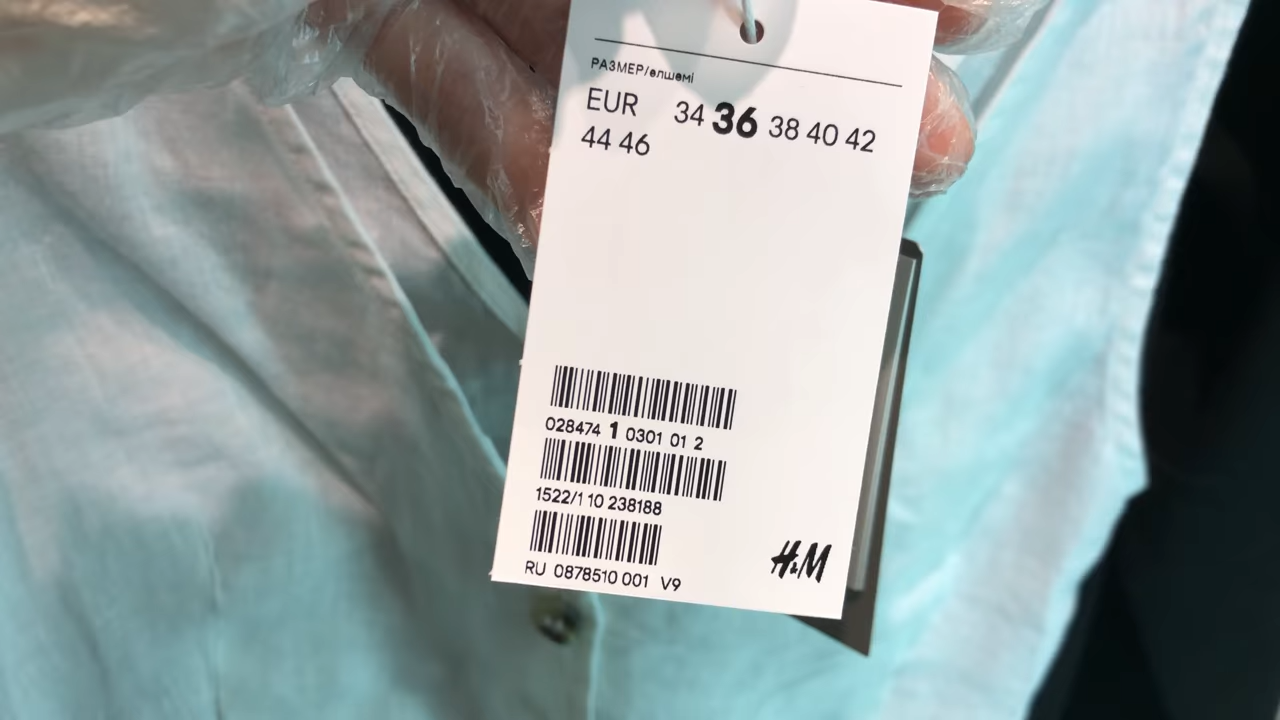 РАЗМЕР/өлшемі
EUR 34 36 38 40 42
44 46
028474 1 0301 01 2
1522/1 10 238188
RU 0878510 001 V9
H&M